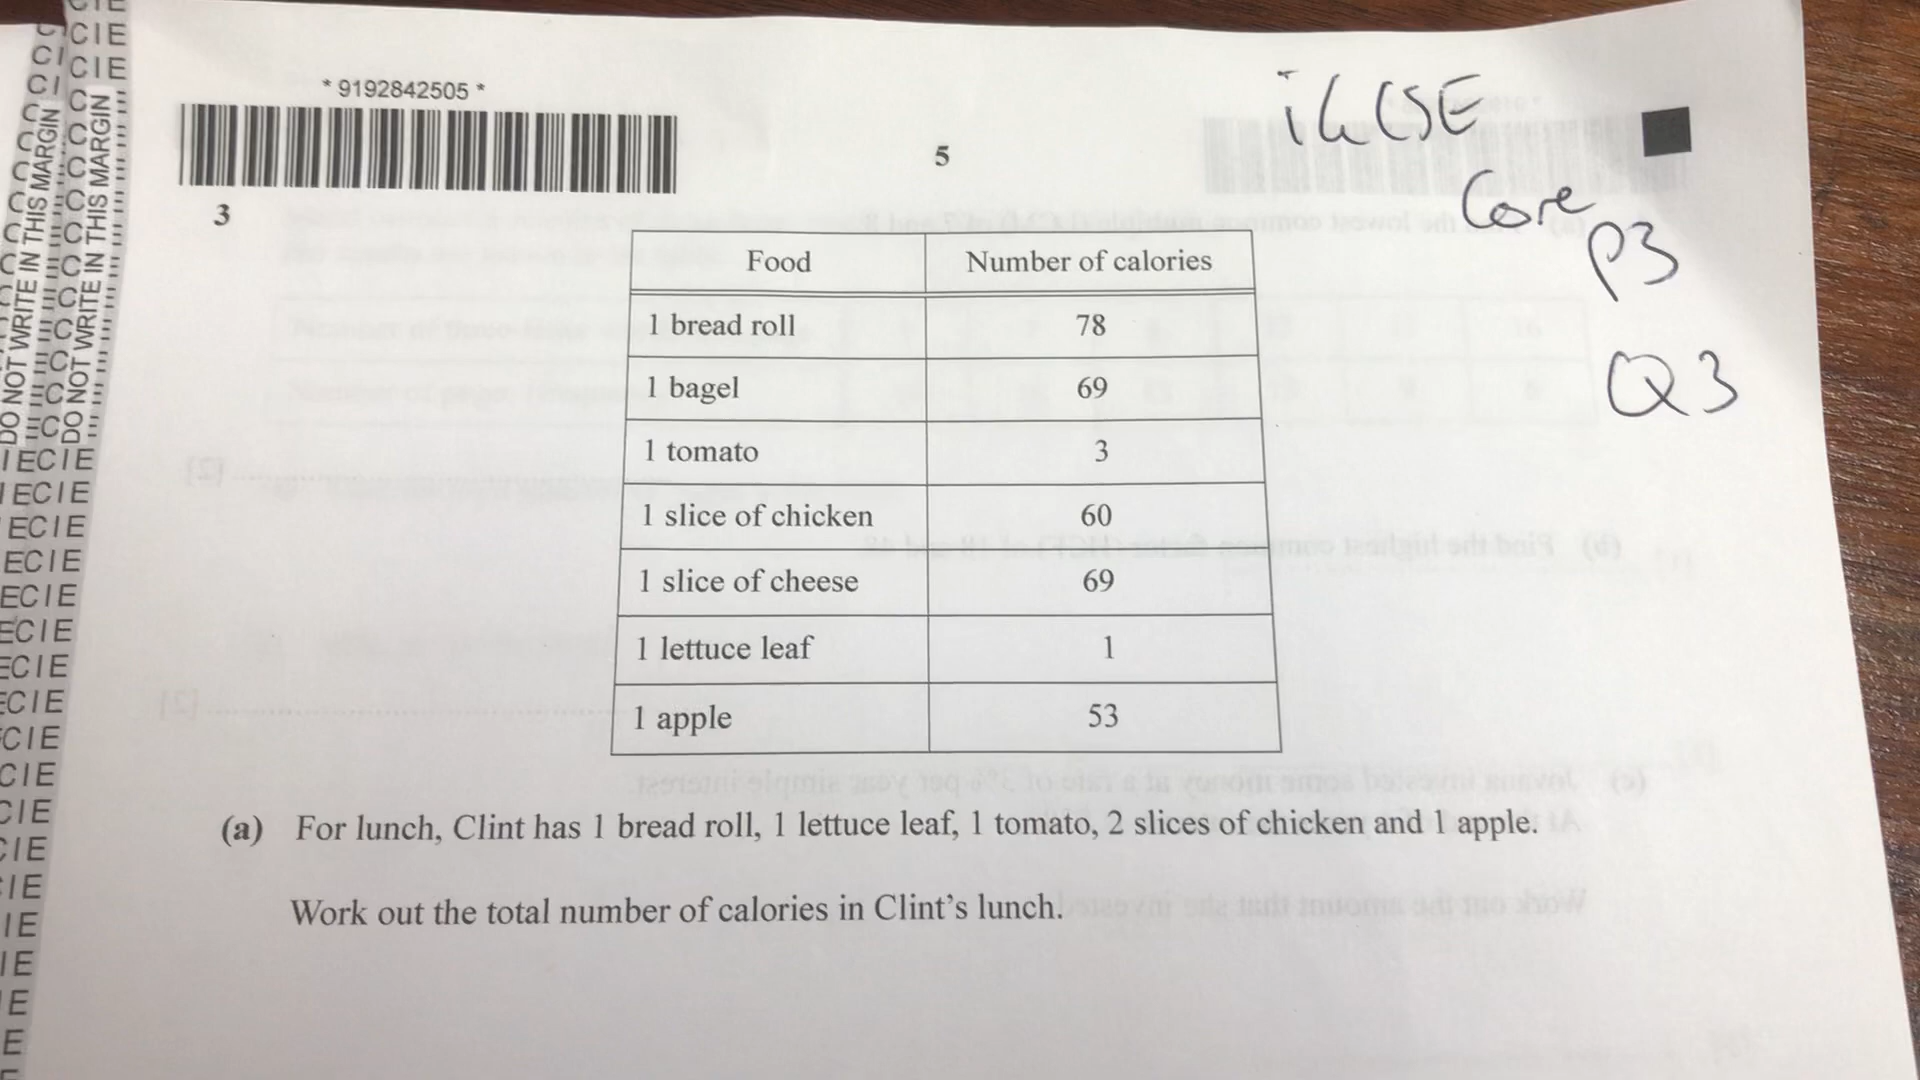 * 9192842505 *
5
iGCSE
Core
P3
Q3
3
Food Number of calories
1 bread roll 78
1 bagel 69
1 tomato 3
1 slice of chicken 60
1 slice of cheese 69
1 lettuce leaf 1
1 apple 53
(a) For lunch, Clint has 1 bread roll, 1 lettuce leaf, 1 tomato, 2 slices of chicken and 1 apple.
Work out the total number of calories in Clint’s lunch.
DO NOT WRITE IN THIS MARGIN
DO NOT WRITE IN THIS MARGIN